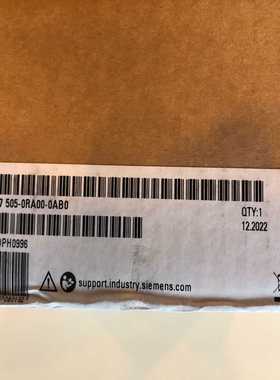 7 505-0RA00-0AB0
QTY:1
12.2022
PH0996
support.industry.siemens.com